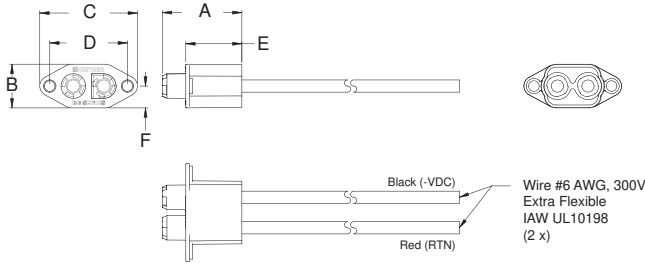 A
C
D
E
B
F
Black (-VDC)
Wire #6 AWG, 300V
Extra Flexible
IAW UL10198
(2 x)
Red (RTN)